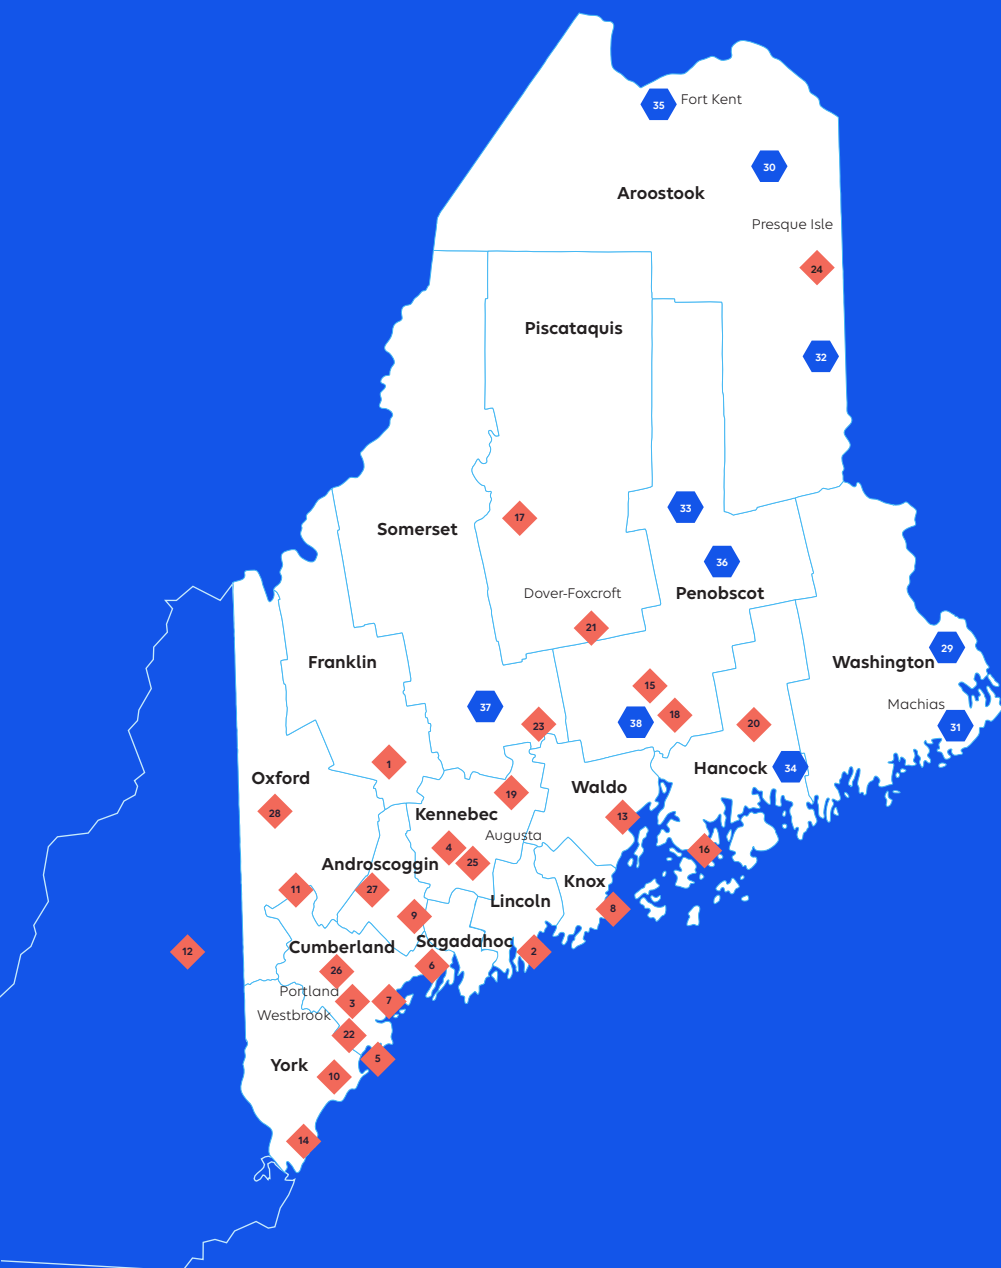 35 Fort Kent
30
Aroostook
Presque Isle
24
Piscataquis
32
33
17
Somerset
36
Dover-Foxcroft
Penobscot
21
29
Franklin
Washington
15
Machias
37
18
38
23
20
31
1
34
Hancock
Oxford
Waldo
19
28
Kennebec
13
Augusta
4
16
25
Androscoggin
Knox
11
27
Lincoln
8
9
Sagadahoc
Cumberland
12
2
6
26
Portland
3
7
Westbrook
22
5
York
10
14